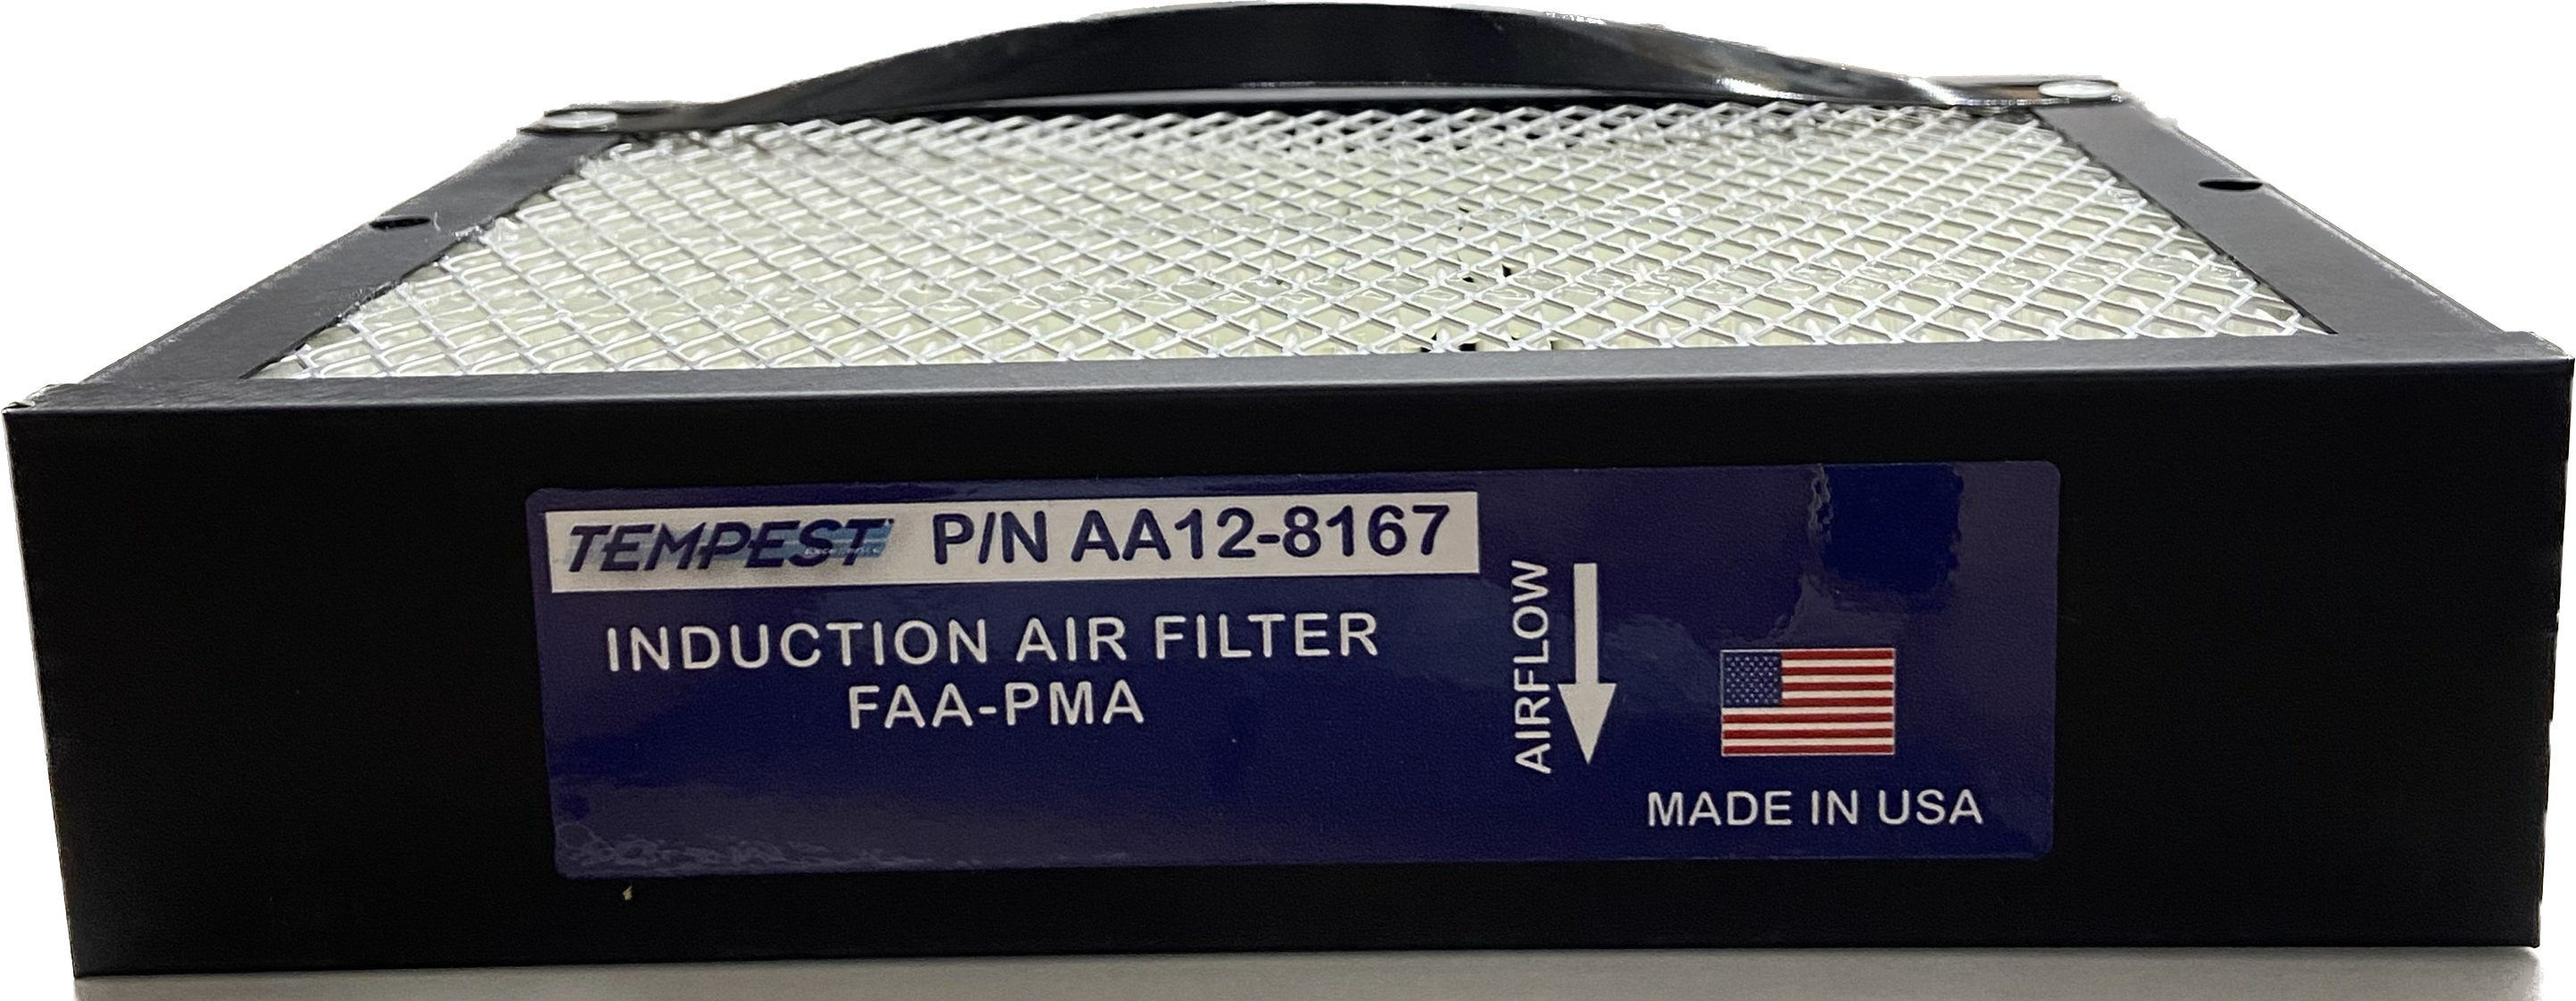 TEMPEST P/N AA12-8167
INDUCTION AIR FILTER
FAA-PMA
AIRFLOW
MADE IN USA